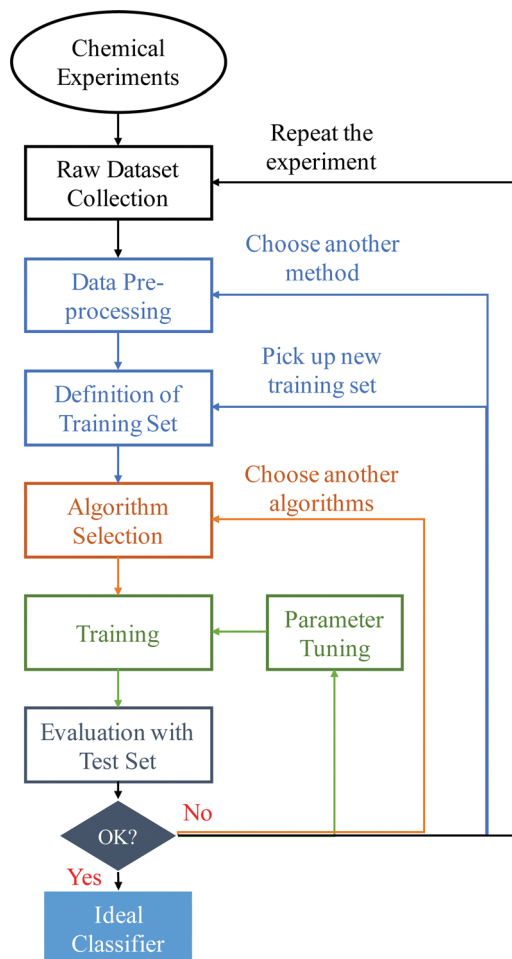 Chemical
Experiments
Repeat the
experiment
Raw Dataset
Collection
Choose another
method
Data Pre-
processing
Pick up new
training set
Definition of
Training Set
Choose another
algorithms
Algorithm
Selection
Training
Parameter
Tuning
Evaluation with
Test Set
No
OK?
Yes
Ideal
Classifier